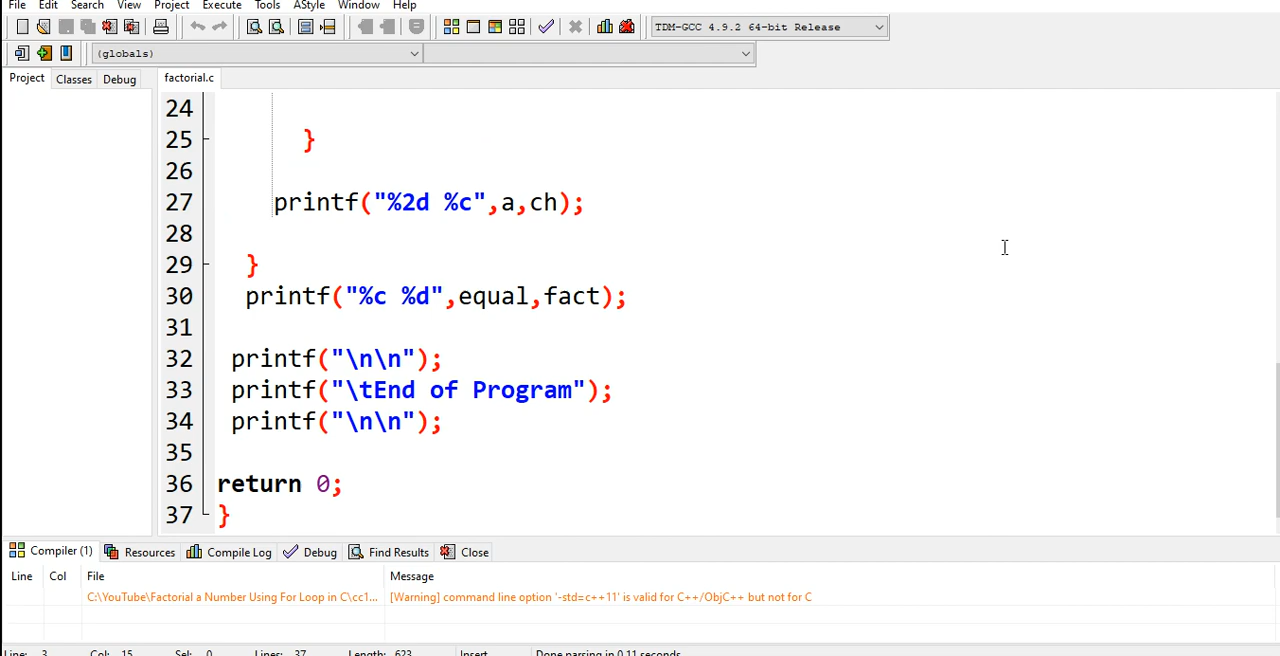 File Edit Search View Project Execute Tools AStyle Window Help
TDM-GCC 4.9.2 64-bit Release
(globals)
Project Classes Debug factorial.c
24
25 }
26
27 printf("%2d %c",a,ch);
28
29 }
30 printf("%c %d",equal,fact);
31
32 printf("\n\n");
33 printf("\tEnd of Program");
34 printf("\n\n");
35
36 return 0;
37 }
Compiler (1) Resources Compile Log Debug Find Results Close
Line Col File Message
C:\YouTube\Factorial a Number Using For Loop in C\cc1... [Warning] command line option '-std=c++11' is valid for C++/ObjC++ but not for C
Line: 3 Col: 15 Sel: 0 Lines: 37 Length: 623 Insert Done parsing in 0.11 seconds